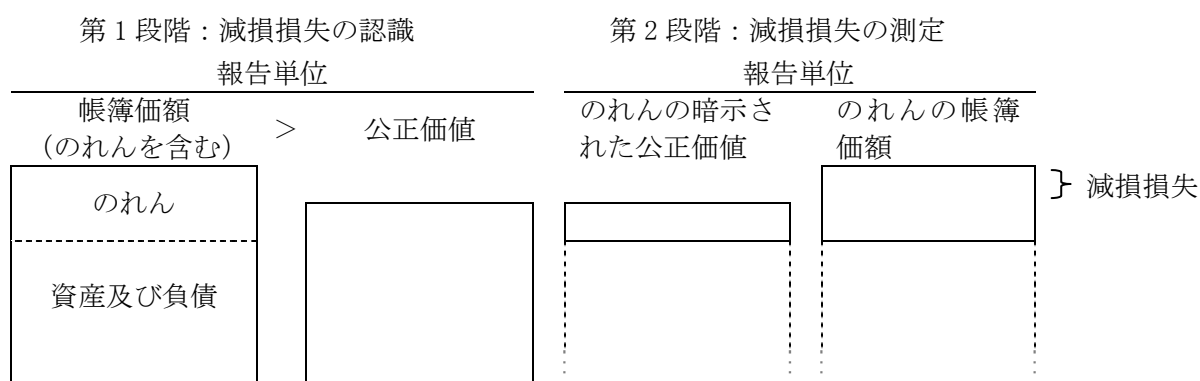 第1段階：減損損失の認識
第2段階：減損損失の測定
報告単位
報告単位
帳簿価額
(のれんを含む)
＞
公正価値
のれんの暗示さ
れた公正価値
のれんの帳簿
価額
のれん
減損損失
資産及び負債